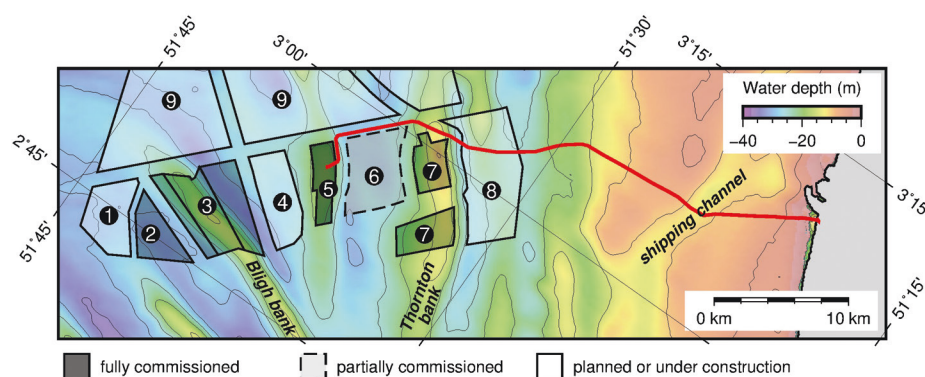 51°45'
3°00'
51°30'
3°15'
Water depth (m)
−40 −20 0
2°45'
51°45'
9
9
1
2
3
4
5
6
7
7
8
Bligh bank
Thornton
bank
shipping channel
3°15'
51°15'
0 km 10 km
fully commissioned partially commissioned planned or under construction